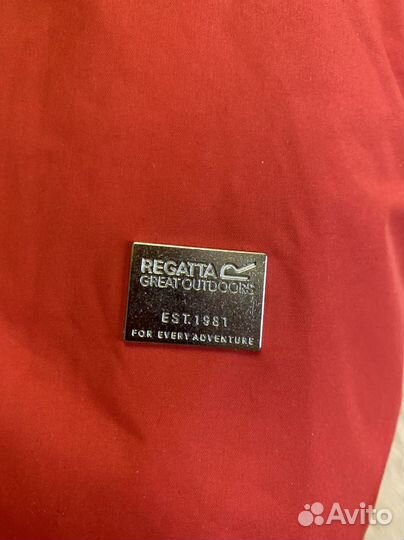 REGATTA
GREAT OUTDOORS
EST.1981
FOR EVERY ADVENTURE
Avito